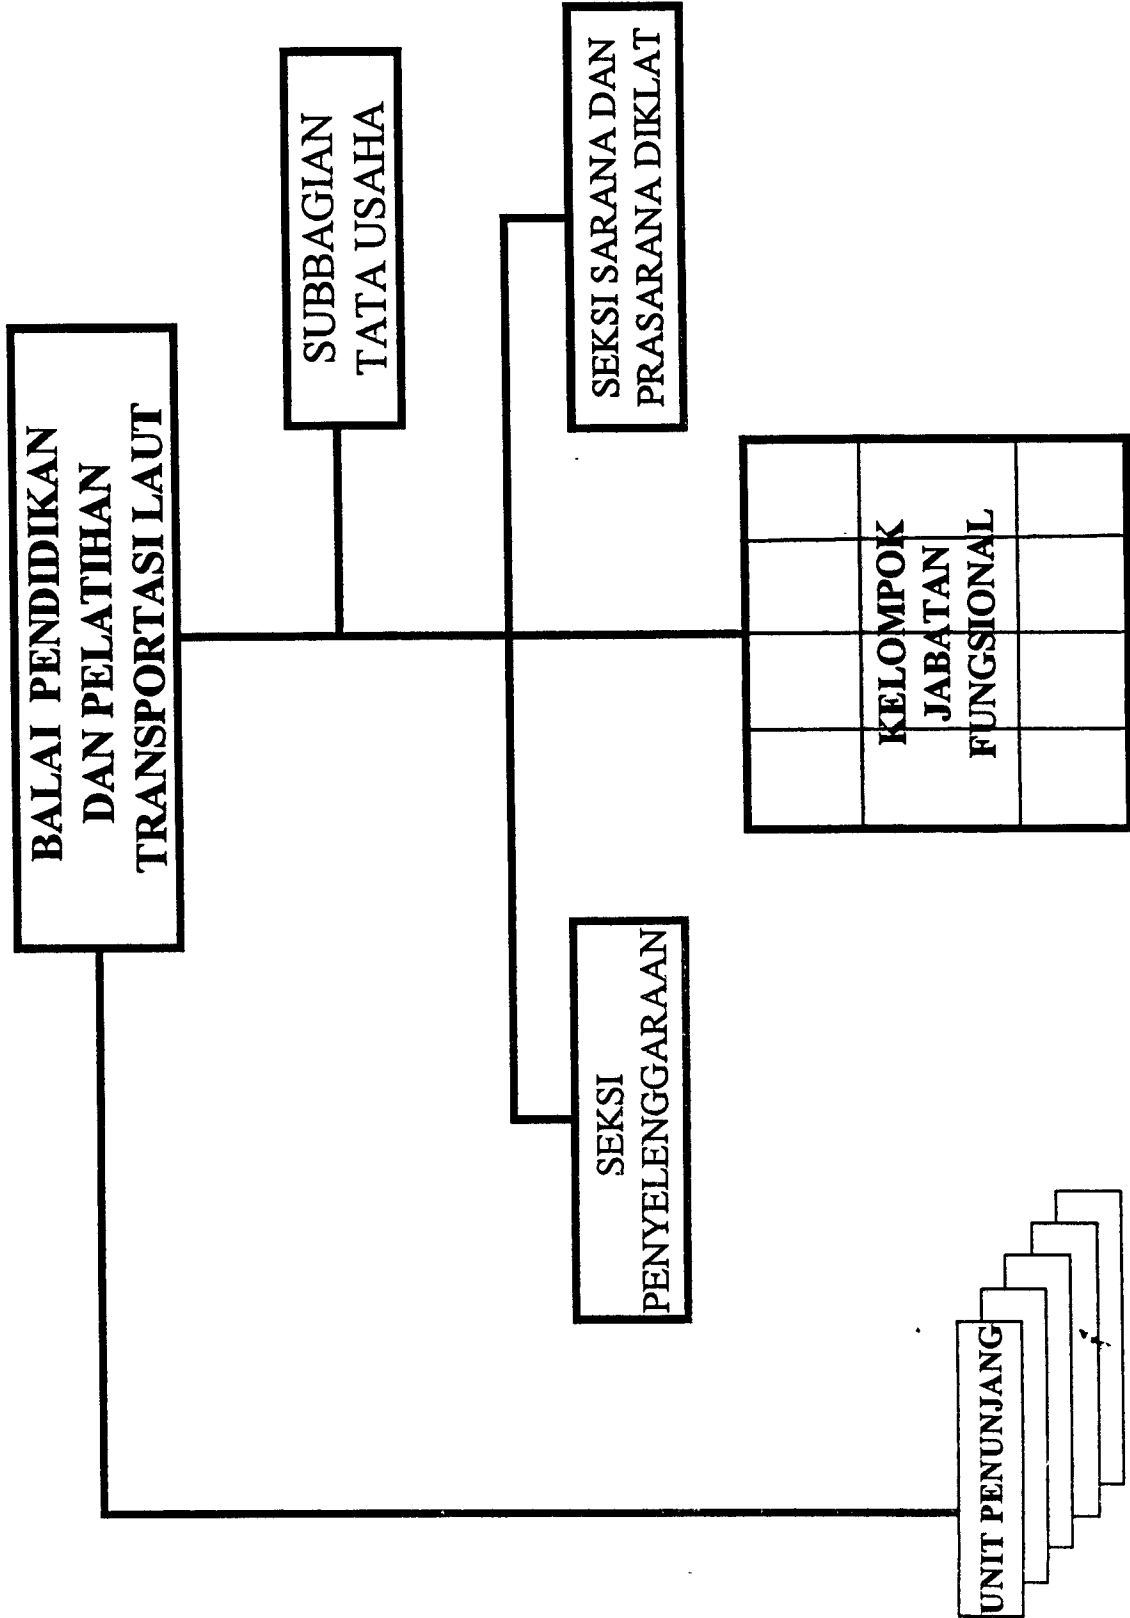 BALAI PENDIDIKAN
DAN PELATIHAN
TRANSPORTASI LAUT
SUBBAGIAN
TATA USAHA
SEKSI
PENYELENGGARAAN
SEKSI SARANA DAN
PRASARANA DIKLAT
KELOMPOK
JABATAN
FUNGSIONAL
UNIT PENUNJANG